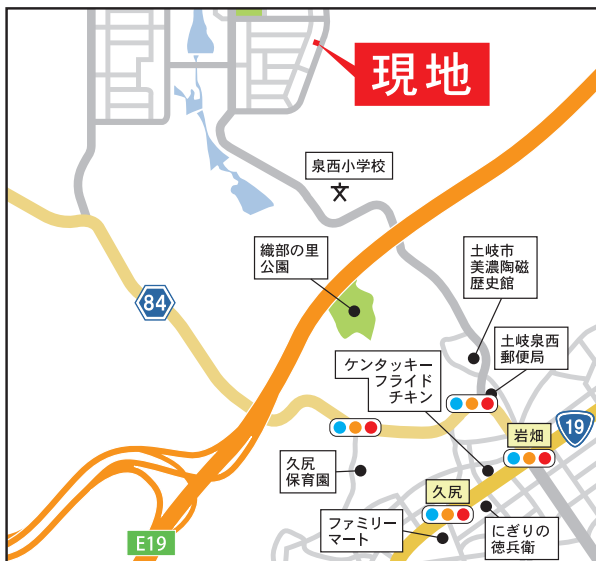 現地
泉西小学校
織部の里
公園
土岐市
美濃陶磁
歴史館
84
土岐泉西
郵便局
ケンタッキー
フライド
チキン
19
岩畑
久尻
保育園
久尻
ファミリー
マート
にぎりの
徳兵衛
E19